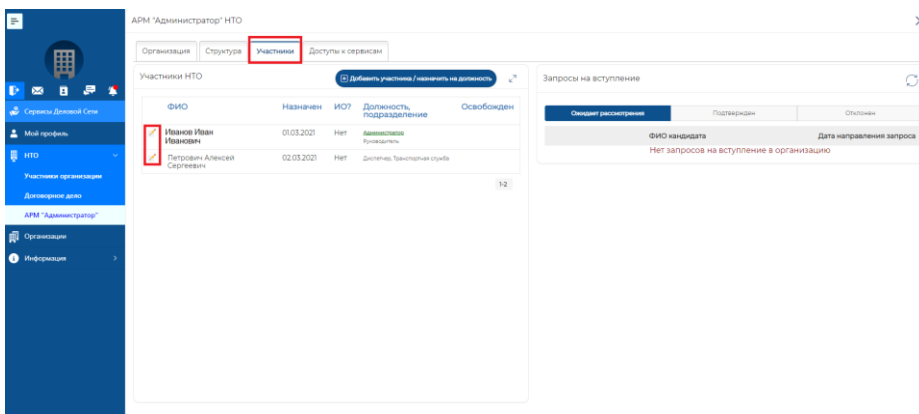 АРМ "Администратор" НТО
Организация
Структура
Участники
Доступы к сервисам
Участники НТО
Добавить участника / назначить на должность
ФИО
Назначен
ИО?
Должность, подразделение
Освобожден
Иванов Иван Иванович
01.03.2021
Нет
Администратор
Руководитель
Петрович Алексей Сергеевич
02.03.2021
Нет
Диспетчер, Транспортная служба
1-2
Запросы на вступление
Ожидает рассмотрения
Подтвержден
Отклонен
ФИО кандидата
Дата направления запроса
Нет запросов на вступление в организацию
Сервисы Деловой Сети
Мой профиль
НТО
Участники организации
Договорное дело
АРМ "Администратор"
Организации
Информация